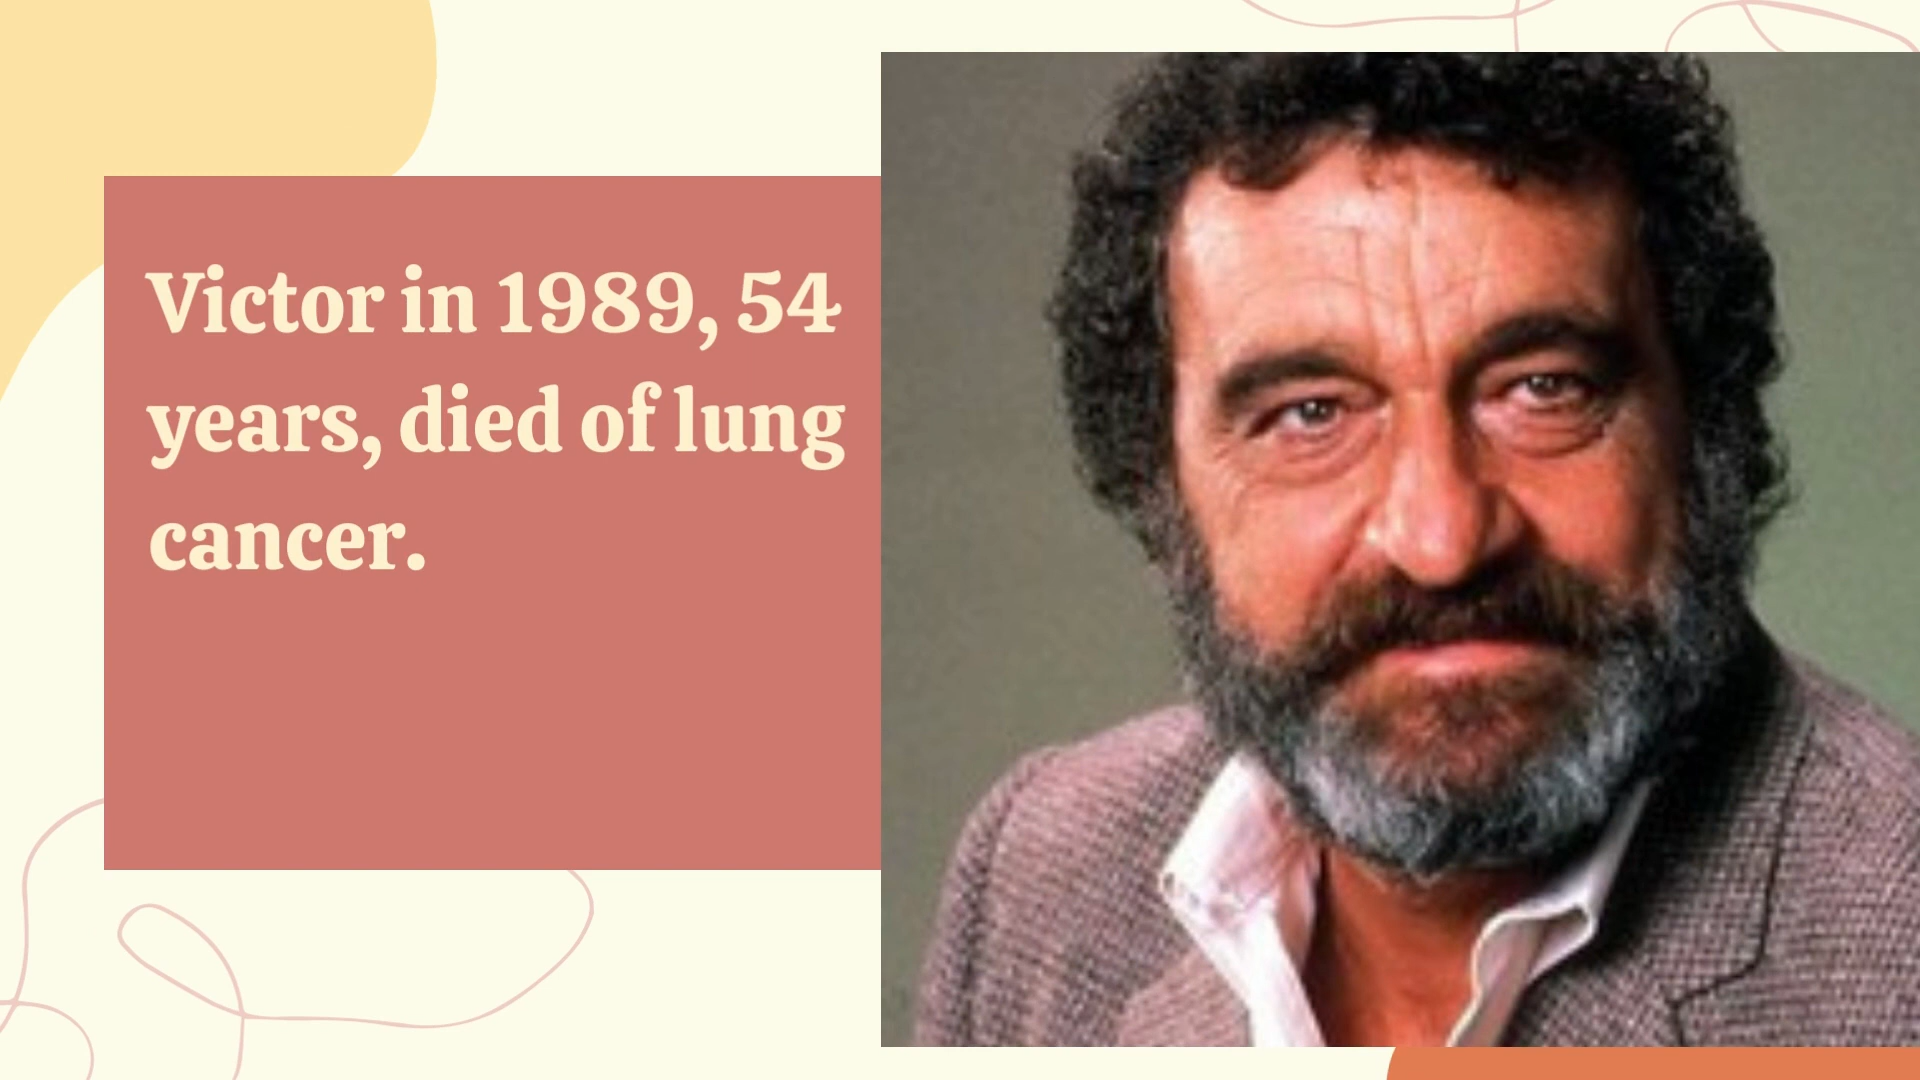 Victor in 1989, 54
years, died of lung
cancer.